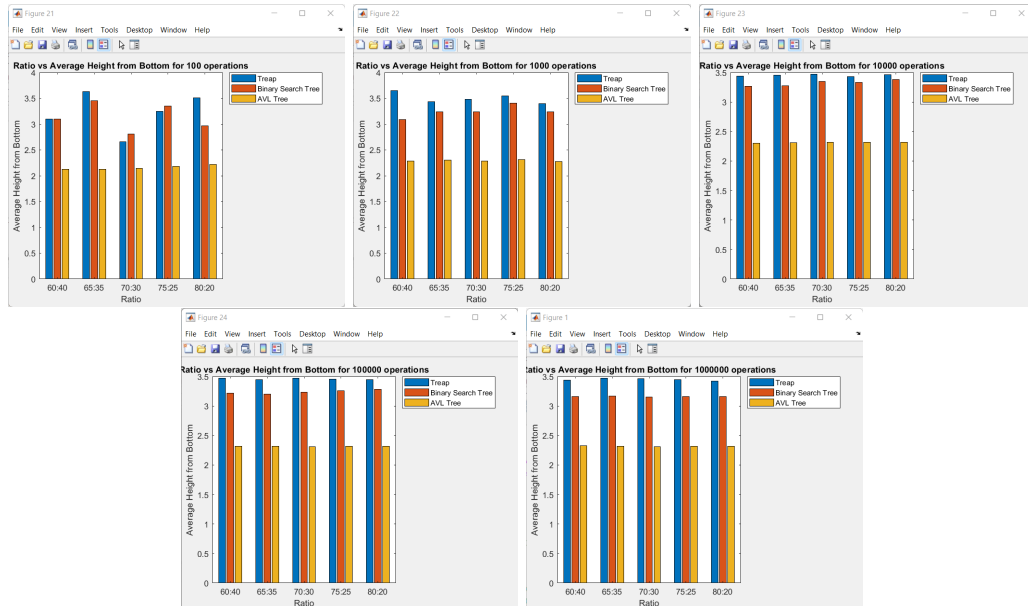 Figure 21
File Edit View Insert Tools Desktop Window Help
Ratio vs Average Height from Bottom for 100 operations
Treap
Binary Search Tree
AVL Tree
4
3.5
3
2.5
2
1.5
1
0.5
0
Average Height from Bottom
60:40 65:35 70:30 75:25 80:20
Ratio
Figure 22
File Edit View Insert Tools Desktop Window Help
Ratio vs Average Height from Bottom for 1000 operations
Treap
Binary Search Tree
AVL Tree
4
3.5
3
2.5
2
1.5
1
0.5
0
Average Height from Bottom
60:40 65:35 70:30 75:25 80:20
Ratio
Figure 23
File Edit View Insert Tools Desktop Window Help
Ratio vs Average Height from Bottom for 10000 operations
Treap
Binary Search Tree
AVL Tree
3.5
3
2.5
2
1.5
1
0.5
0
Average Height from Bottom
60:40 65:35 70:30 75:25 80:20
Ratio
Figure 24
File Edit View Insert Tools Desktop Window Help
Ratio vs Average Height from Bottom for 100000 operations
Treap
Binary Search Tree
AVL Tree
3.5
3
2.5
2
1.5
1
0.5
0
Average Height from Bottom
60:40 65:35 70:30 75:25 80:20
Ratio
Figure 1
File Edit View Insert Tools Desktop Window Help
tatio vs Average Height from Bottom for 1000000 operations
Treap
Binary Search Tree
AVL Tree
3.5
3
2.5
2
1.5
1
0.5
0
Average Height from Bottom
60:40 65:35 70:30 75:25 80:20
Ratio